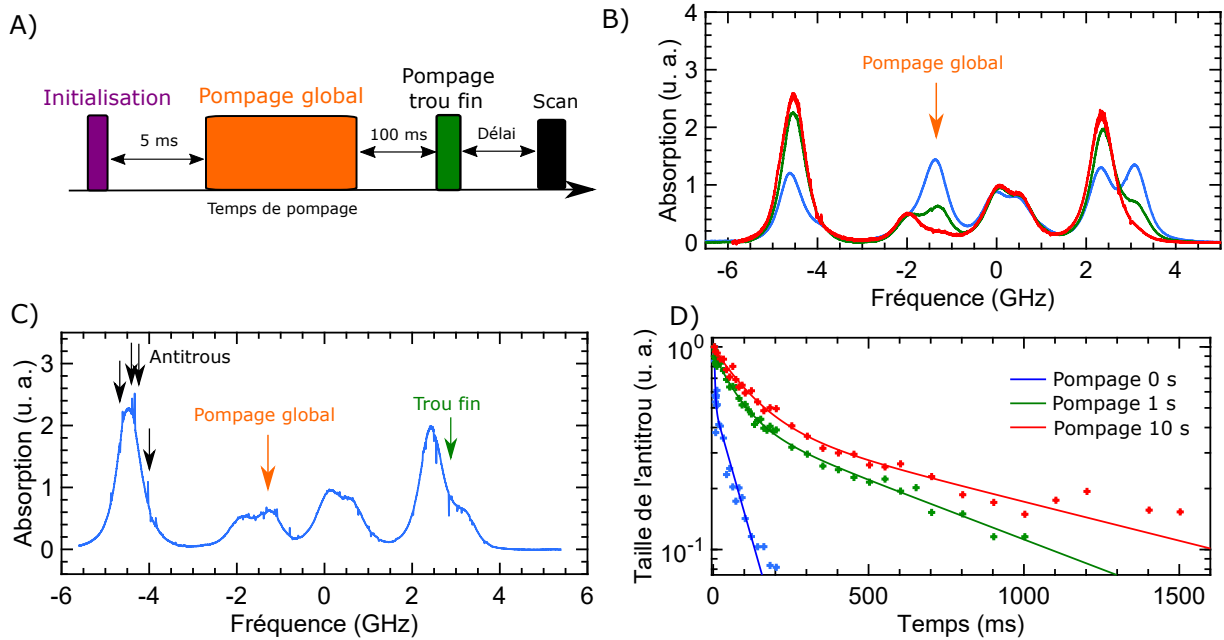 A)
Initialisation
5 ms
Pompage global
100 ms
Pompage
trou fin
Délai
Scan
Temps de pompage
B)
Absorption (u. a.)
4
3
2
1
0
Pompage global
-6
-4
-2
0
2
4
Fréquence (GHz)
C)
Absorption (u. a.)
3
2
1
0
Antitrous
Pompage global
Trou fin
-6
-4
-2
0
2
4
6
Fréquence (GHz)
D)
Taille de l'antitrou (u. a.)
10⁰
10⁻¹
Pompage 0 s
Pompage 1 s
Pompage 10 s
0
500
1000
1500
Temps (ms)